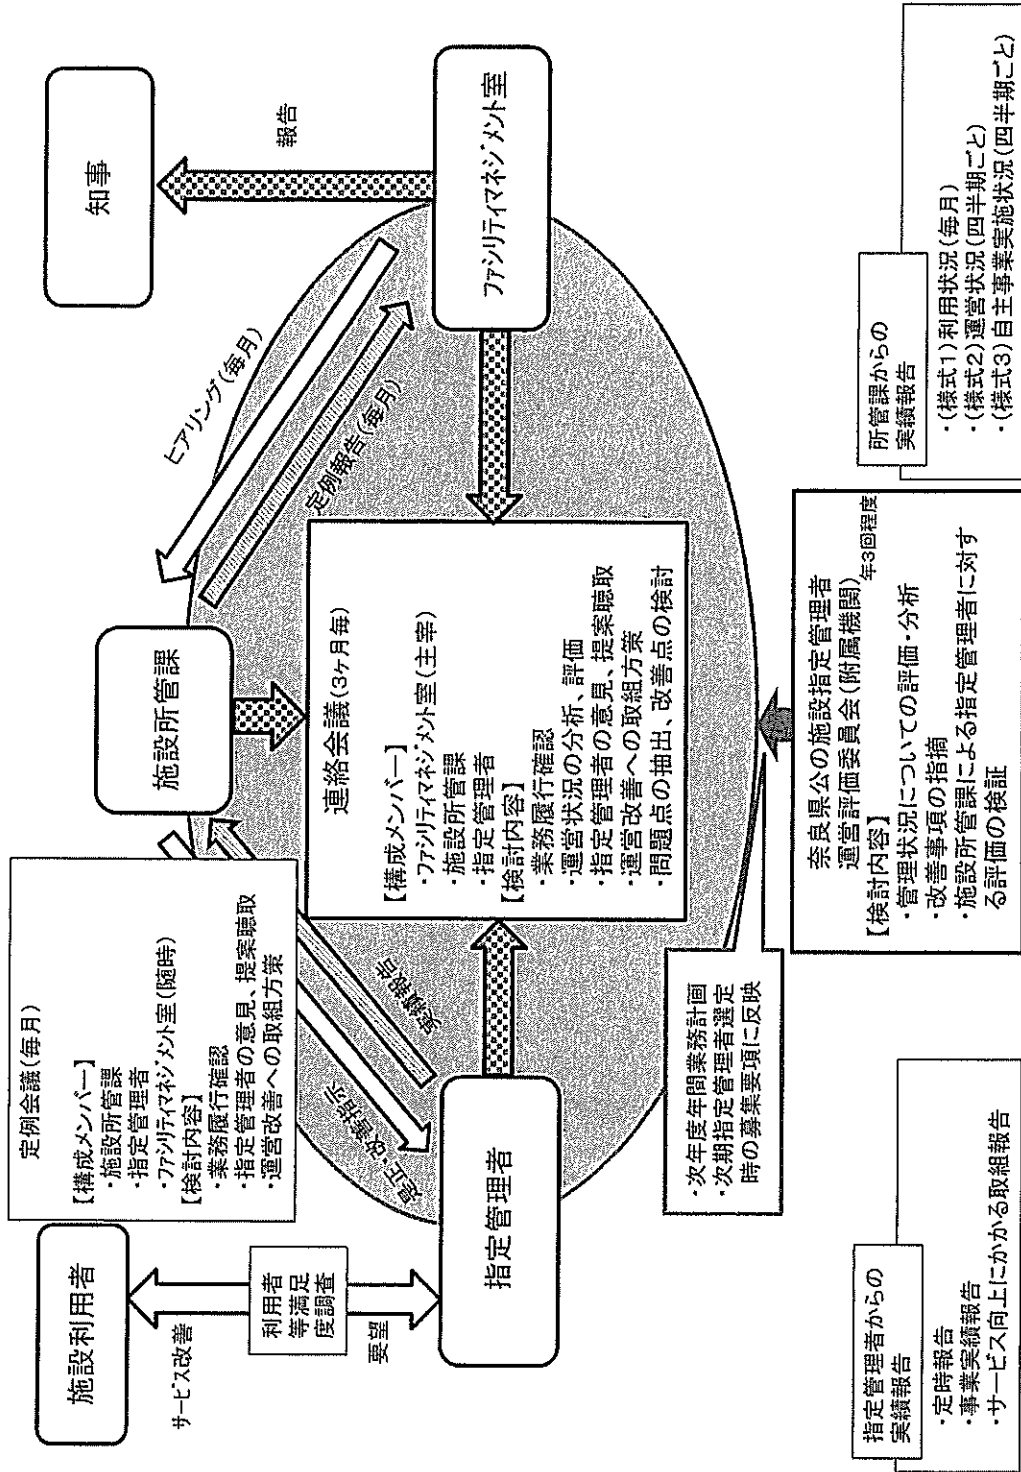 施設利用者
サービス改善
利用者
等満足
度調査
要望
定例会議(毎月)
【構成メンバー】
・施設所管課
・指定管理者
・ファシリティマネジメント室(随時)
【検討内容】
・業務履行確認
・指定管理者の意見、提案聴取
・運営改善への取組方策
施設所管課
ヒアリング(毎月)
定例報告(毎月)
知事
報告
ファシリティマネジメント室
是正・改善指示
実績報告
指定管理者
連絡会議(3ヶ月毎)
【構成メンバー】
・ファシリティマネジメント室(主宰)
・施設所管課
・指定管理者
【検討内容】
・業務履行確認
・運営状況の分析、評価
・指定管理者の意見、提案聴取
・運営改善への取組方策
・問題点の抽出、改善点の検討
・次年度年間業務計画
・次期指定管理者選定
時の募集要項に反映
奈良県公の施設指定管理者
運営評価委員会(附属機関)
年3回程度
【検討内容】
・管理状況についての評価・分析
・改善事項の指摘
・施設所管課による指定管理者に対す
る評価の検証
指定管理者からの
実績報告
・定時報告
・事業実績報告
・サービス向上にかかる取組報告
所管課からの
実績報告
・(様式1)利用状況(毎月)
・(様式2)運営状況(四半期ごと)
・(様式3)自主事業実施状況(四半期ごと)